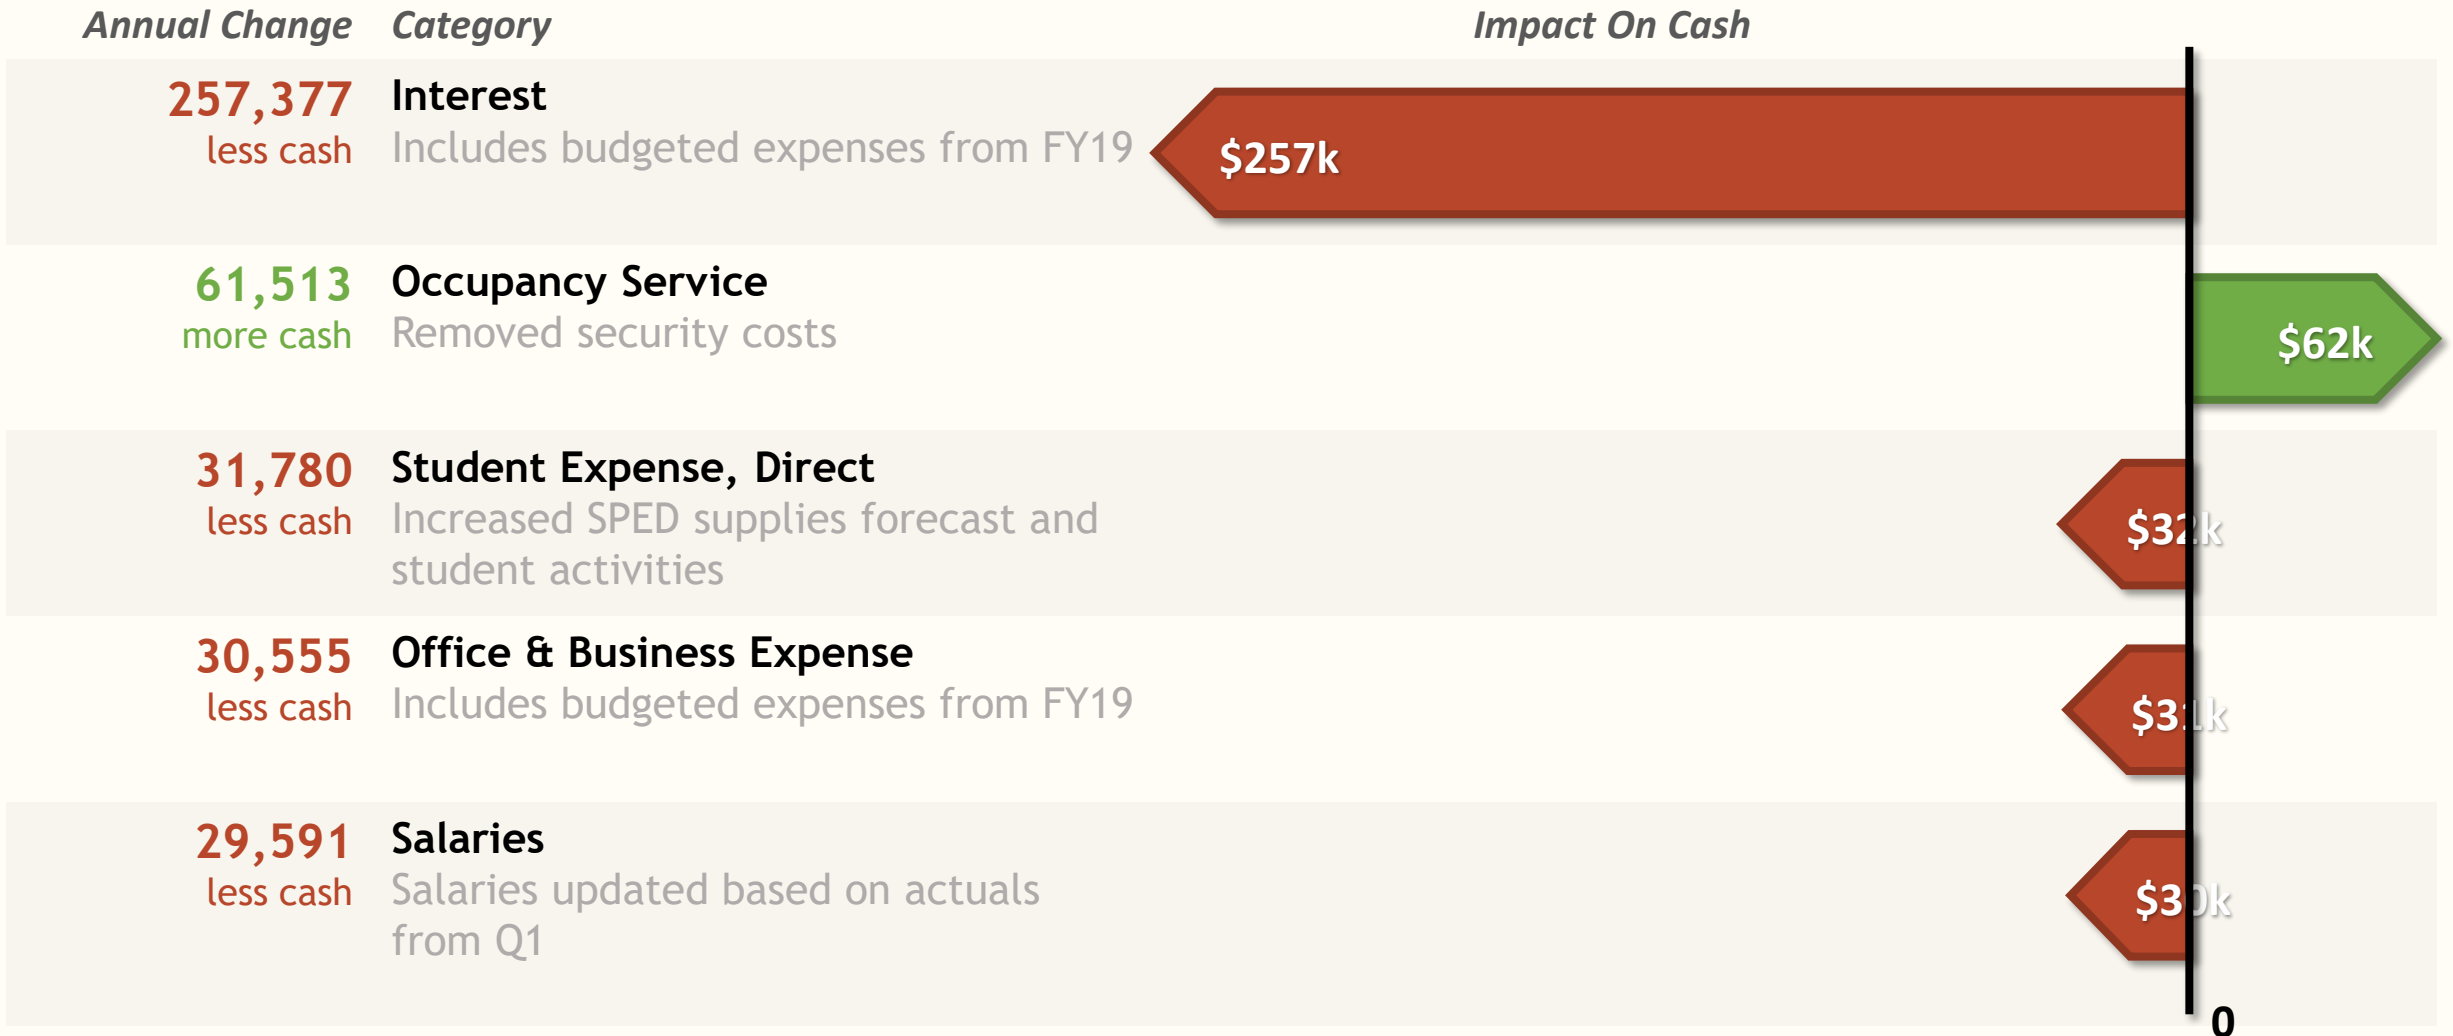 Annual Change Category Impact On Cash
257,377 Interest
less cash Includes budgeted expenses from FY19
$257k
61,513 Occupancy Service
more cash Removed security costs
$62k
31,780 Student Expense, Direct
less cash Increased SPED supplies forecast and
student activities
$32k
30,555 Office & Business Expense
less cash Includes budgeted expenses from FY19
$31k
29,591 Salaries
less cash Salaries updated based on actuals
from Q1
$30k
0